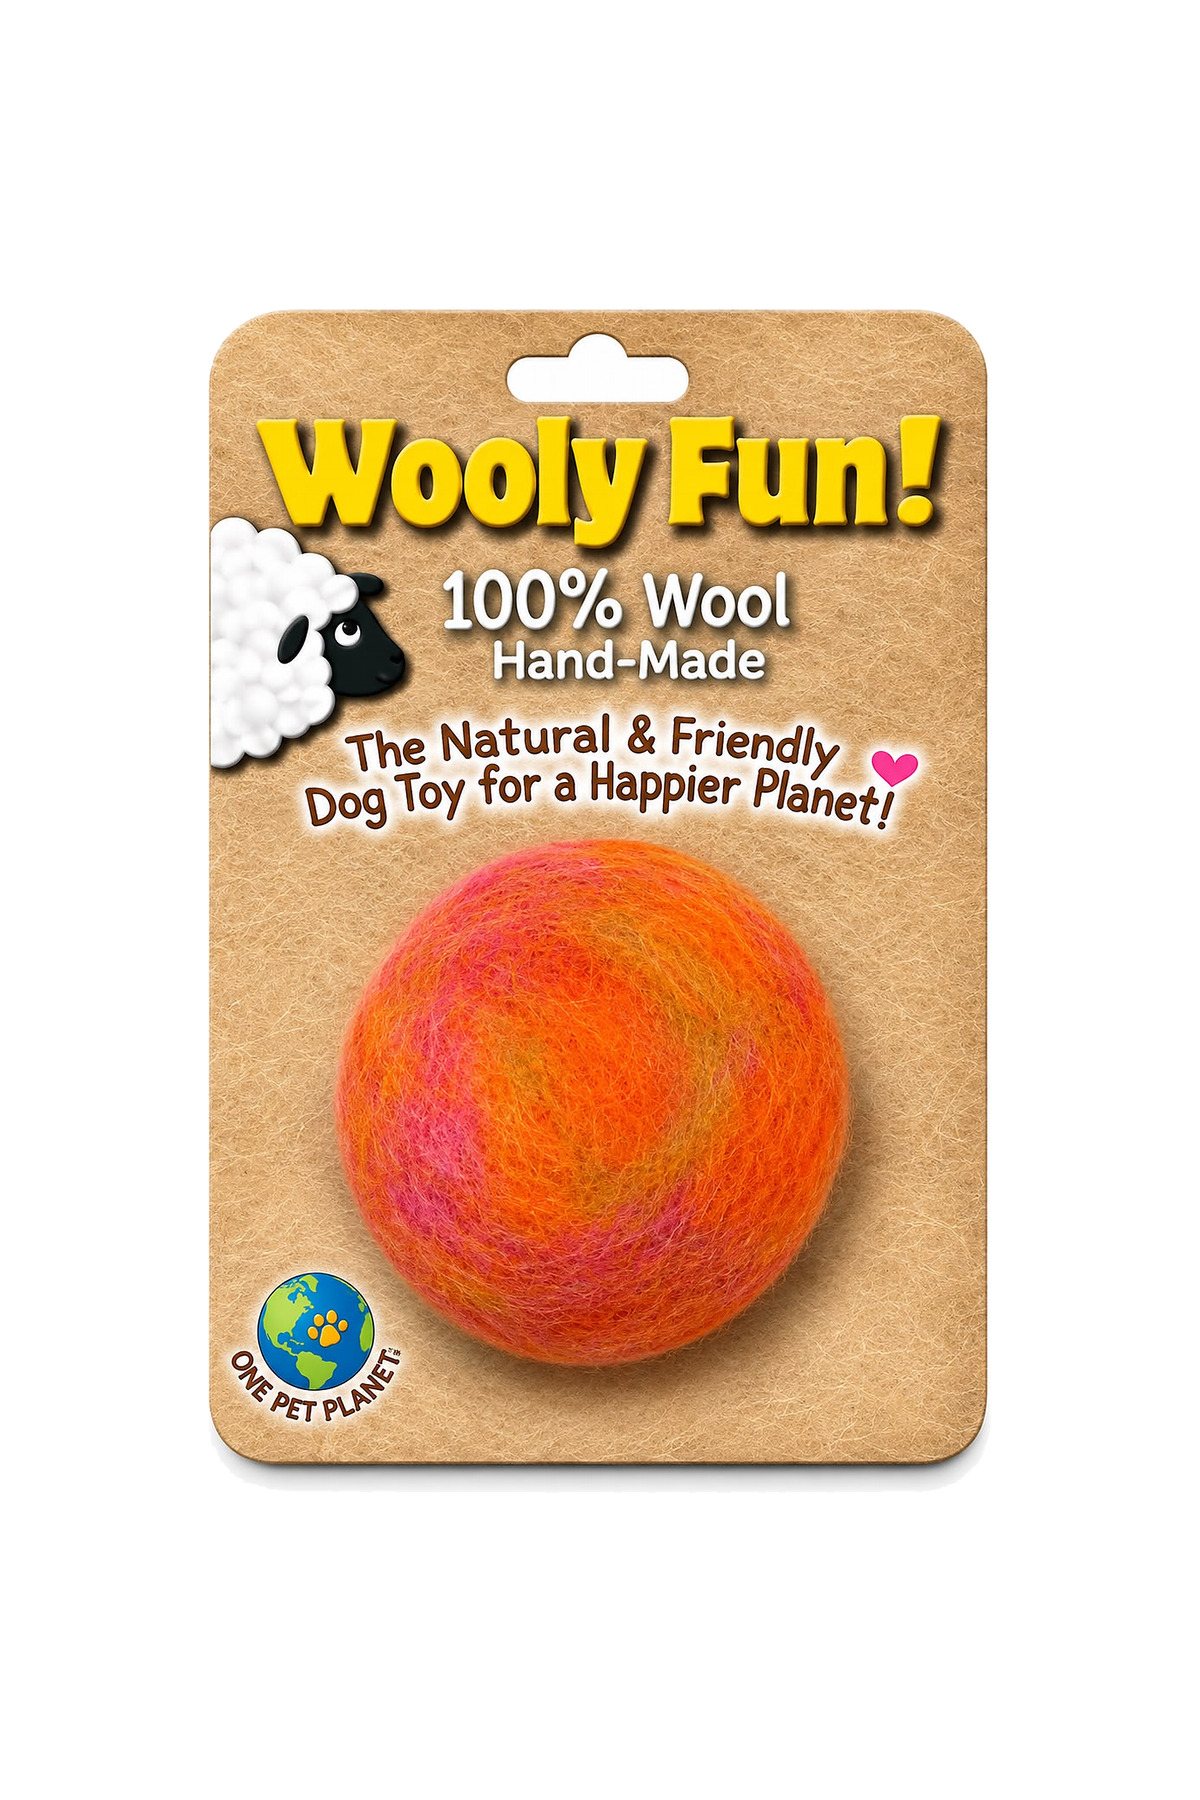 Wooly Fun!
100% Wool
Hand-Made
The Natural & Friendly
Dog Toy for a Happier Planet!
ONE PET PLANET™